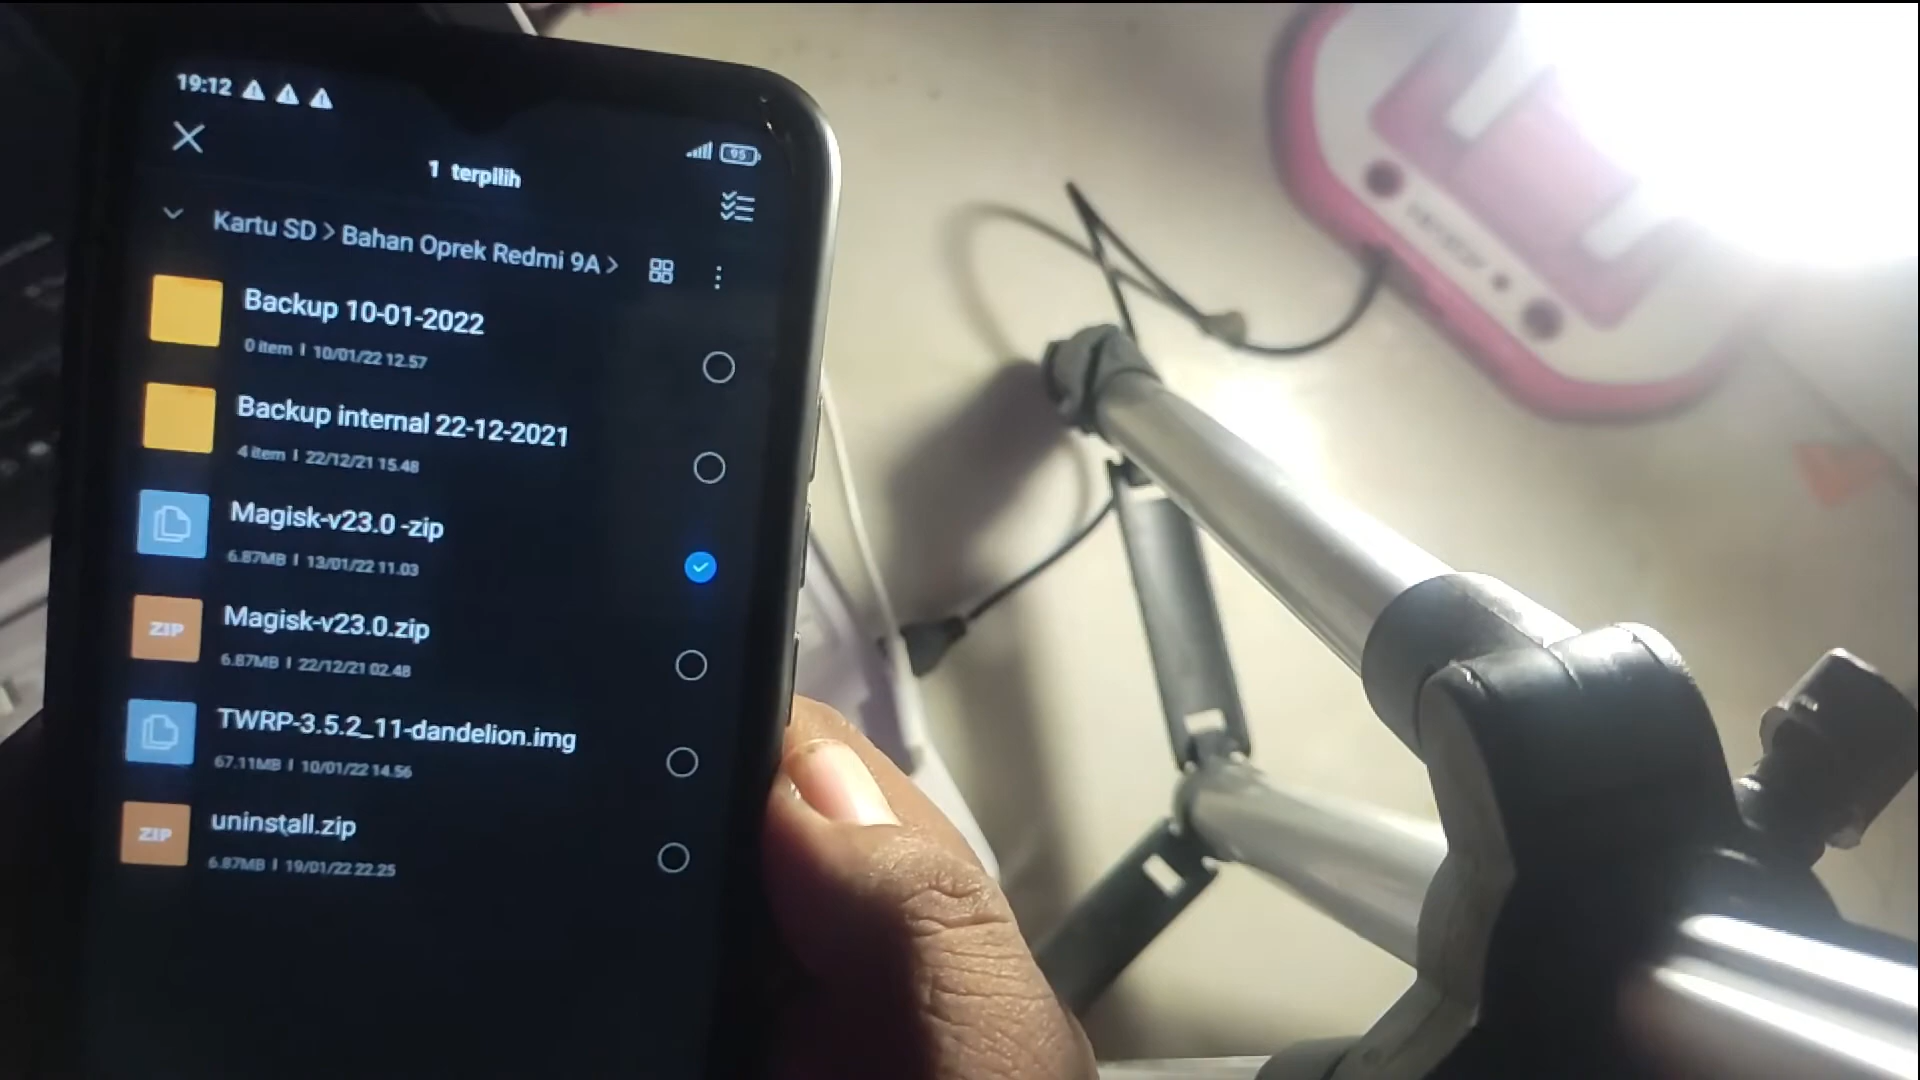 19:12
95
1 terpilih
Kartu SD > Bahan Oprek Redmi 9A >
Backup 10-01-2022
0 item | 10/01/22 12.57
Backup internal 22-12-2021
4 item | 22/12/21 15.48
Magisk-v23.0 -zip
6.87MB | 13/01/22 11.03
ZIP
Magisk-v23.0.zip
6.87MB | 22/12/21 02.48
TWRP-3.5.2_11-dandelion.img
67.11MB | 10/01/22 14.56
ZIP
uninstall.zip
6.87MB | 19/01/22 22.25